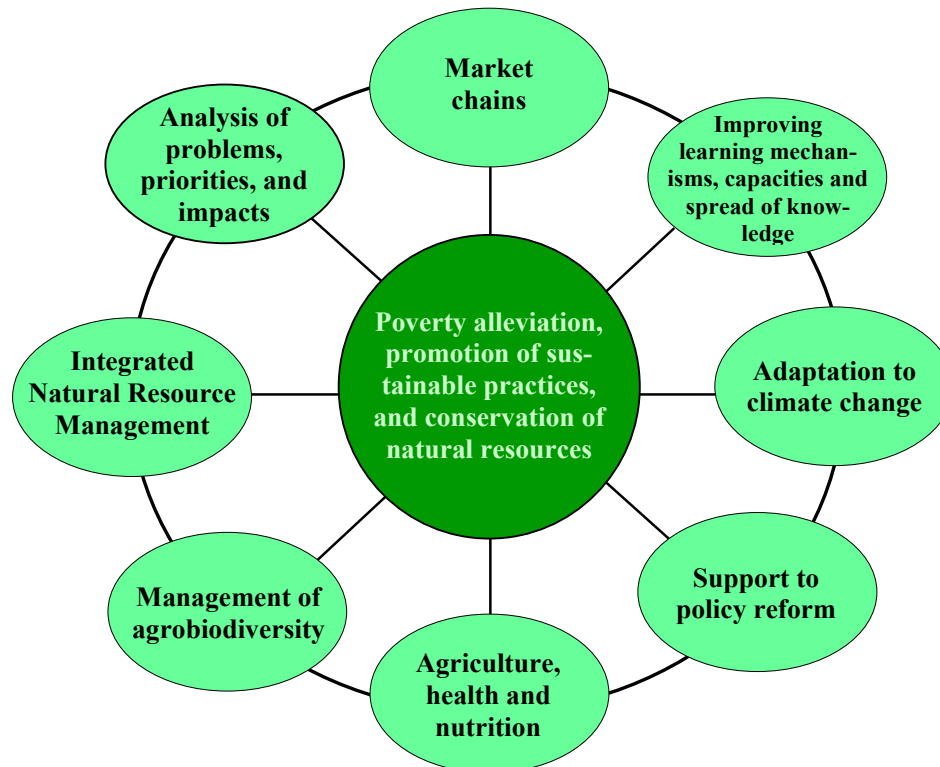 Market
chains
Improving
learning mechan-
isms, capacities and
spread of know-
ledge
Adaptation to
climate change
Support to
policy reform
Agriculture,
health and
nutrition
Management of
agrobiodiversity
Integrated
Natural Resource
Management
Analysis of
problems,
priorities, and
impacts
Poverty alleviation,
promotion of sus-
tainable practices,
and conservation of
natural resources